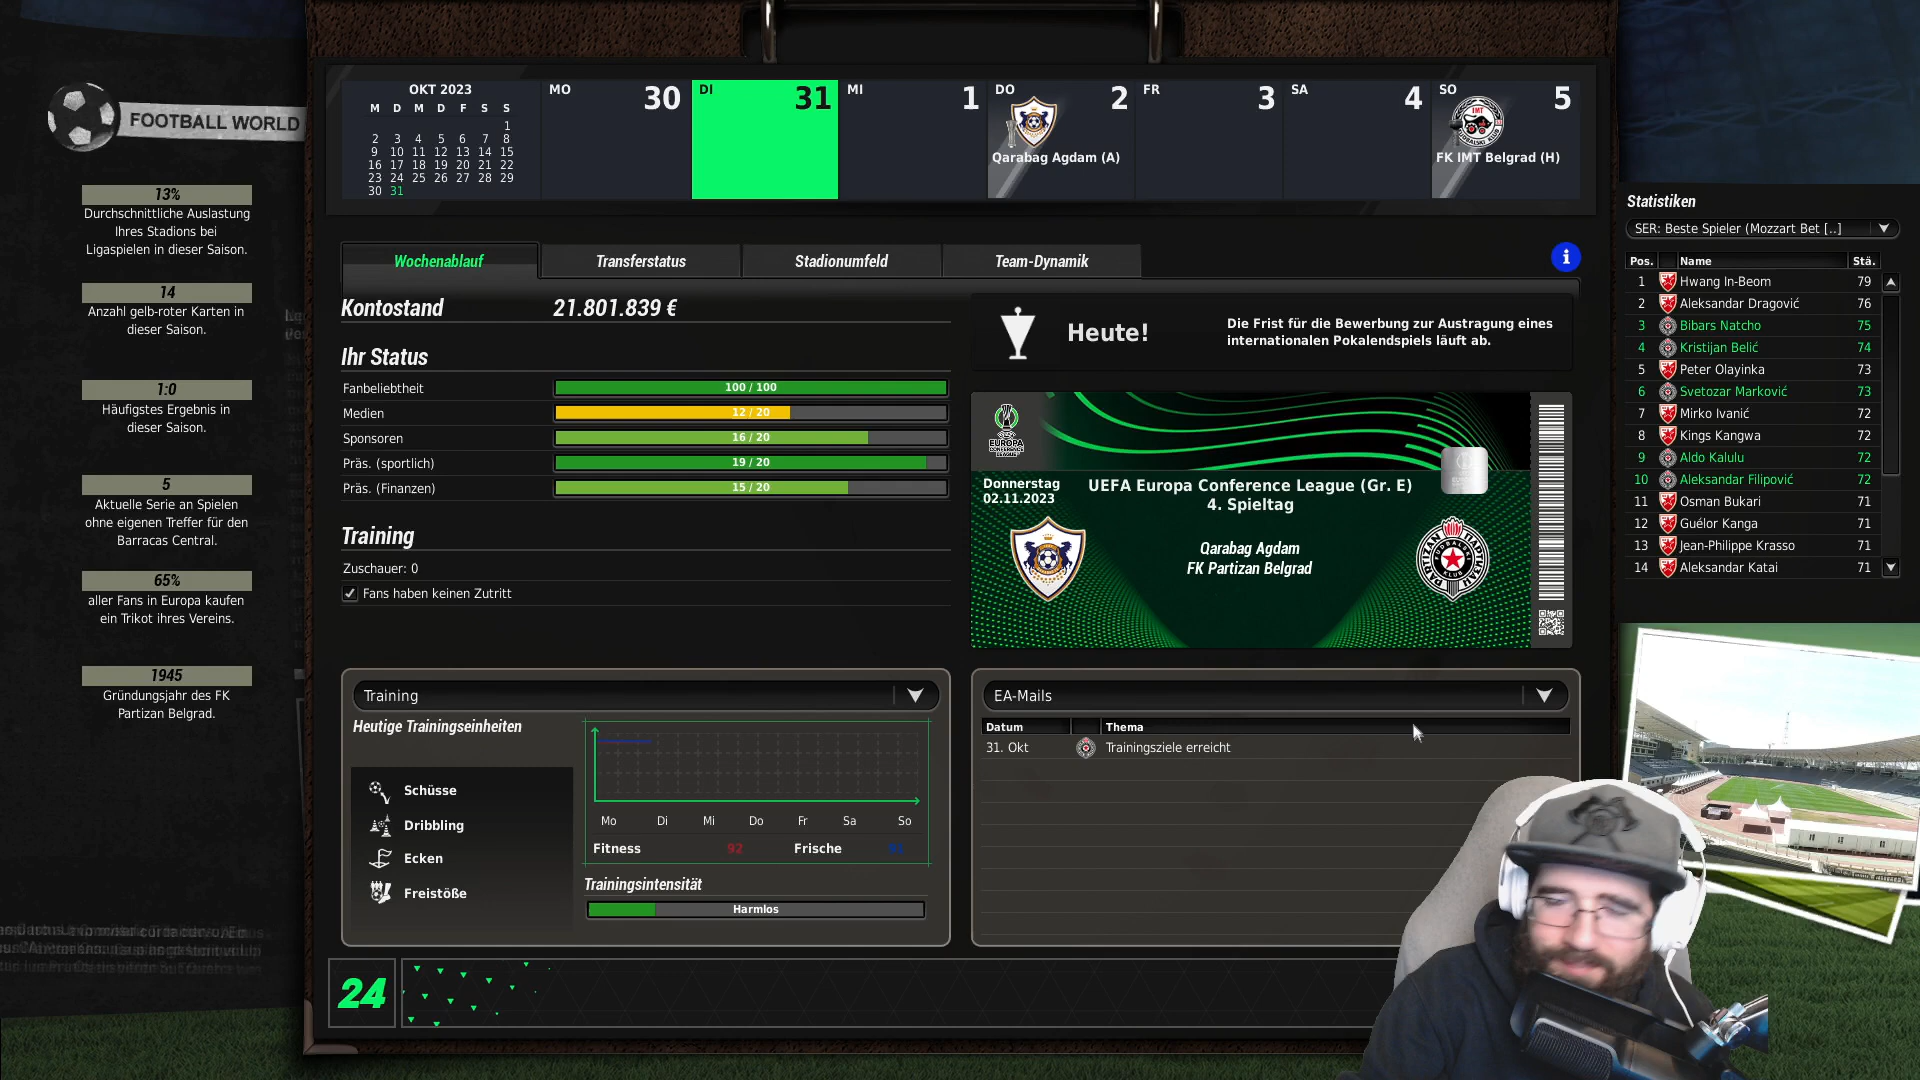 OKT 2023
M D M D F S S
1
2 3 4 5 6 7 8
9 10 11 12 13 14 15
16 17 18 19 20 21 22
23 24 25 26 27 28 29
30 31
MO 30
DI 31
MI 1
DO 2
Qarabag Agdam (A)
FR 3
SA 4
SO 5
FK IMT Belgrad (H)
FOOTBALL WORLD
13%
Durchschnittliche Auslastung
Ihres Stadions bei
Ligaspielen in dieser Saison.
14
Anzahl gelb-roter Karten in
dieser Saison.
1:0
Häufigstes Ergebnis in
dieser Saison.
5
Aktuelle Serie an Spielen
ohne eigenen Treffer für den
Barracas Central.
65%
aller Fans in Europa kaufen
ein Trikot ihres Vereins.
1945
Gründungsjahr des FK
Partizan Belgrad.
Wochenablauf
Transferstatus
Stadionumfeld
Team-Dynamik
i
Kontostand 21.801.839 €
Ihr Status
Fanbeliebtheit 100 / 100
Medien 12 / 20
Sponsoren 16 / 20
Präs. (sportlich) 19 / 20
Präs. (Finanzen) 15 / 20
Training
Zuschauer: 0
Fans haben keinen Zutritt
Heute!
Die Frist für die Bewerbung zur Austragung eines
internationalen Pokalendspiels läuft ab.
Donnerstag
02.11.2023
UEFA Europa Conference League (Gr. E)
4. Spieltag
Qarabag Agdam
FK Partizan Belgrad
Training
Heutige Trainingseinheiten
Schüsse
Dribbling
Ecken
Freistöße
Mo Di Mi Do Fr Sa So
Fitness 92 Frische
Trainingsintensität
Harmlos
EA-Mails
Datum Thema
31. Okt Trainingsziele erreicht
24
Statistiken
SER: Beste Spieler (Mozzart Bet [..]
Pos. Name Stä.
1 Hwang In-Beom 79
2 Aleksandar Dragović 76
3 Bibars Natcho 75
4 Kristijan Belić 74
5 Peter Olayinka 73
6 Svetozar Marković 73
7 Mirko Ivanić 72
8 Kings Kangwa 72
9 Aldo Kalulu 72
10 Aleksandar Filipović 72
11 Osman Bukari 71
12 Guélor Kanga 71
13 Jean-Philippe Krasso 71
14 Aleksandar Katai 71